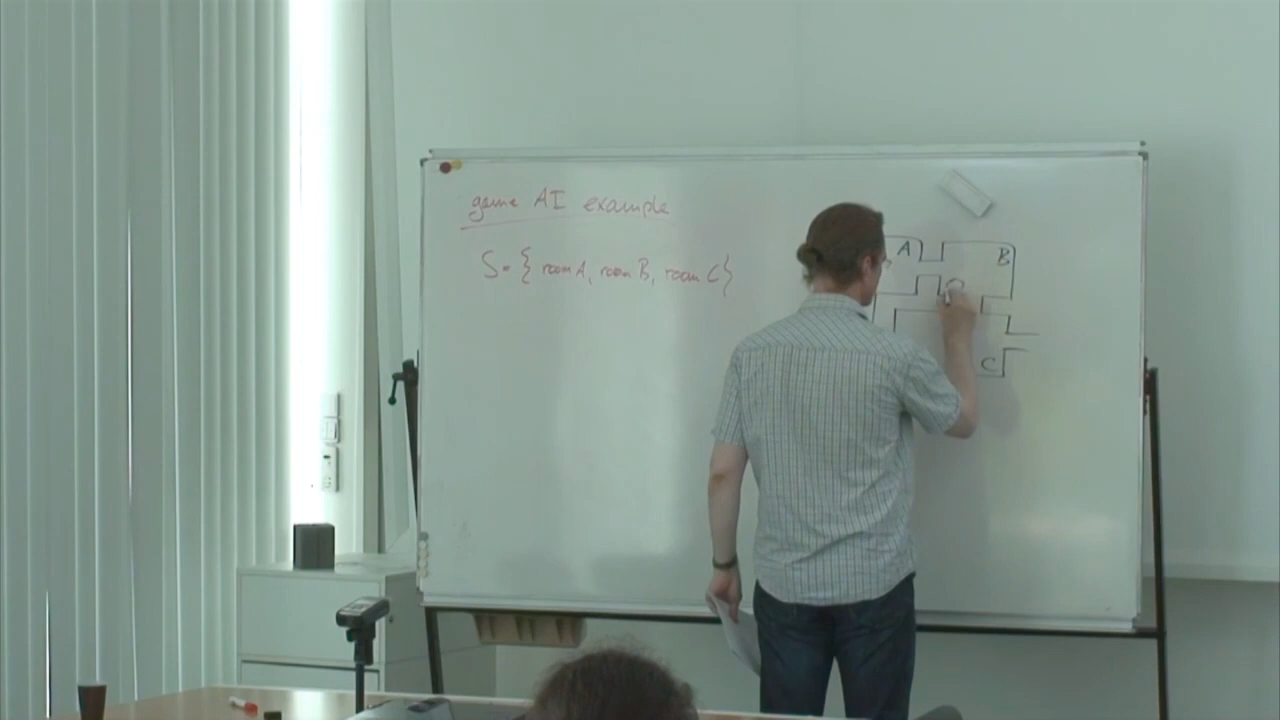 game AI example
S = { room A, room B, room C }
A
B
C